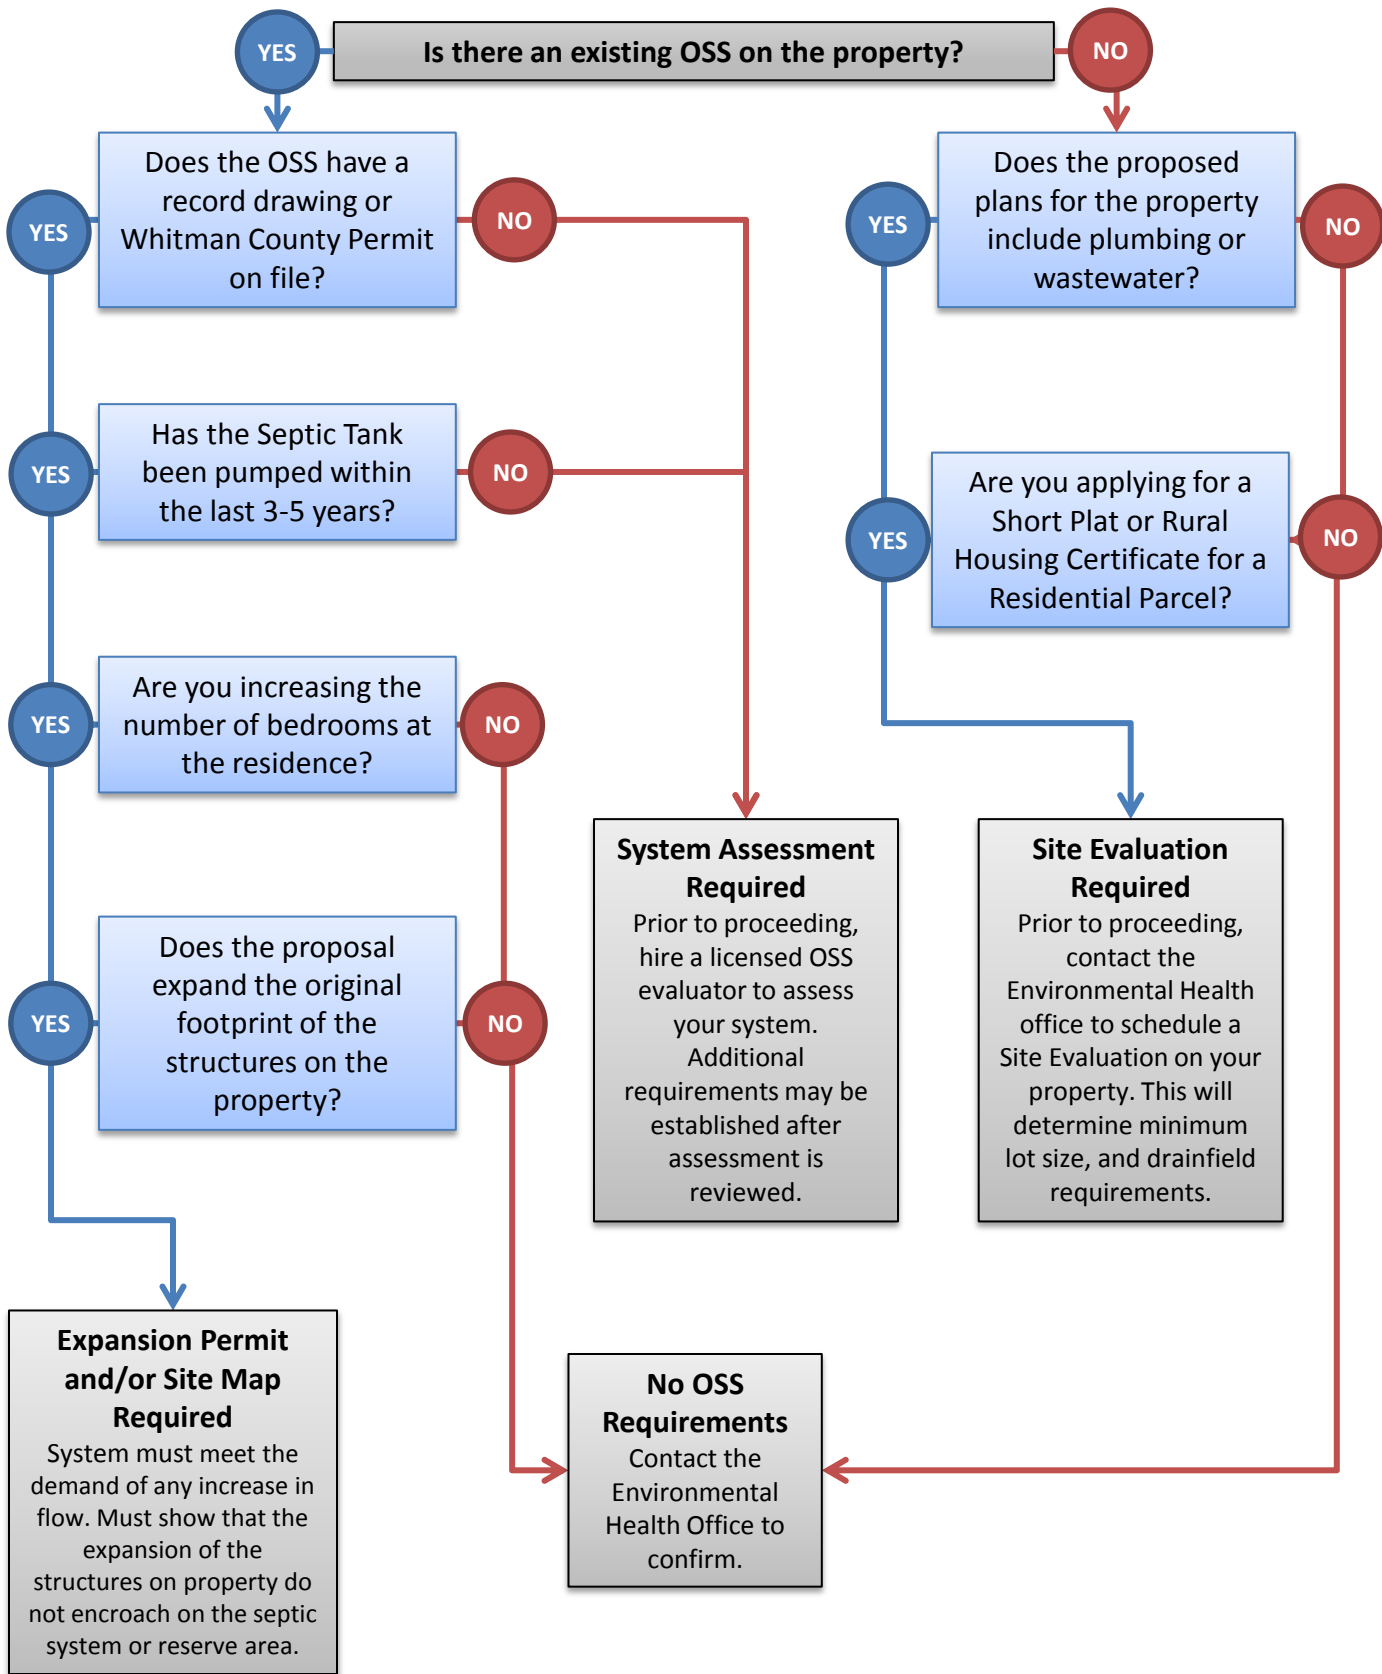 YES
Is there an existing OSS on the property?
NO
Does the OSS have a
record drawing or
Whitman County Permit
on file?
YES
NO
Does the proposed
plans for the property
include plumbing or
wastewater?
YES
NO
Has the Septic Tank
been pumped within
the last 3-5 years?
YES
NO
Are you applying for a
Short Plat or Rural
Housing Certificate for a
Residential Parcel?
YES
NO
Are you increasing the
number of bedrooms at
the residence?
YES
NO
Does the proposal
expand the original
footprint of the
structures on the
property?
YES
NO
System Assessment
Required
Prior to proceeding,
hire a licensed OSS
evaluator to assess
your system.
Additional
requirements may be
established after
assessment is
reviewed.
Site Evaluation
Required
Prior to proceeding,
contact the
Environmental Health
office to schedule a
Site Evaluation on your
property. This will
determine minimum
lot size, and drainfield
requirements.
Expansion Permit
and/or Site Map
Required
System must meet the
demand of any increase in
flow. Must show that the
expansion of the
structures on property do
not encroach on the septic
system or reserve area.
No OSS
Requirements
Contact the
Environmental
Health Office to
confirm.